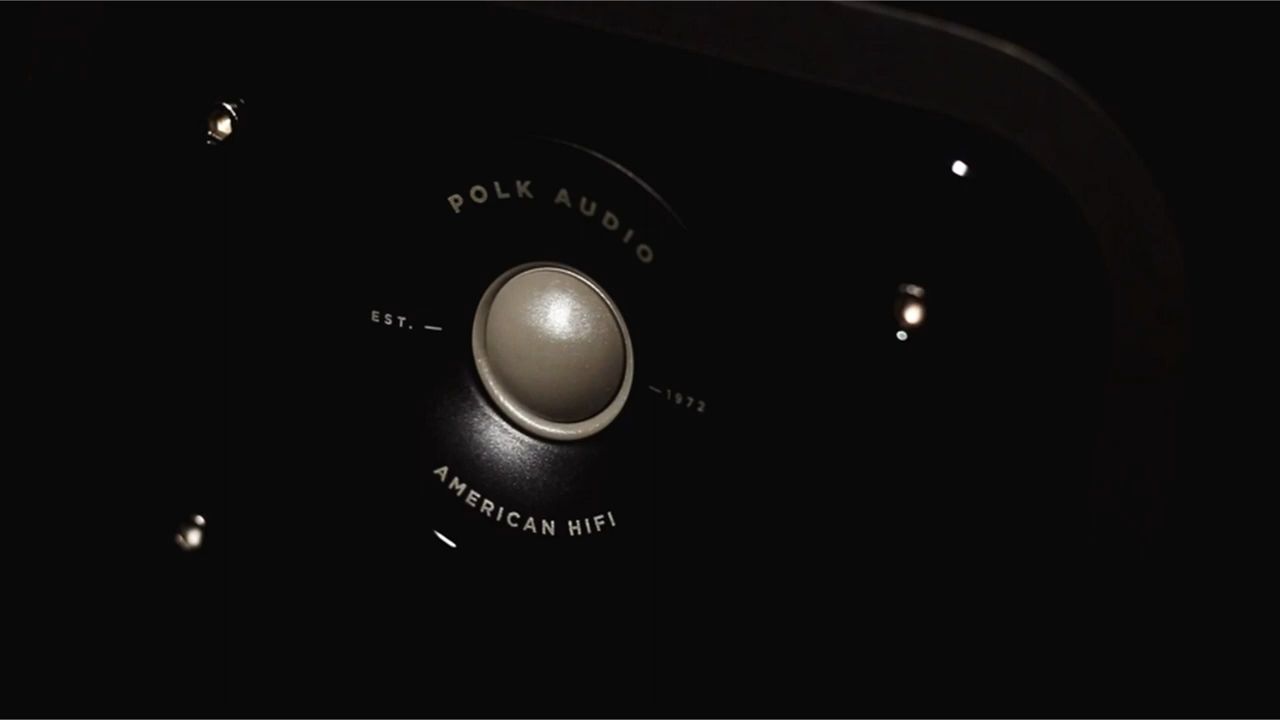 POLK AUDIO
EST. —
— 1972
AMERICAN HIFI